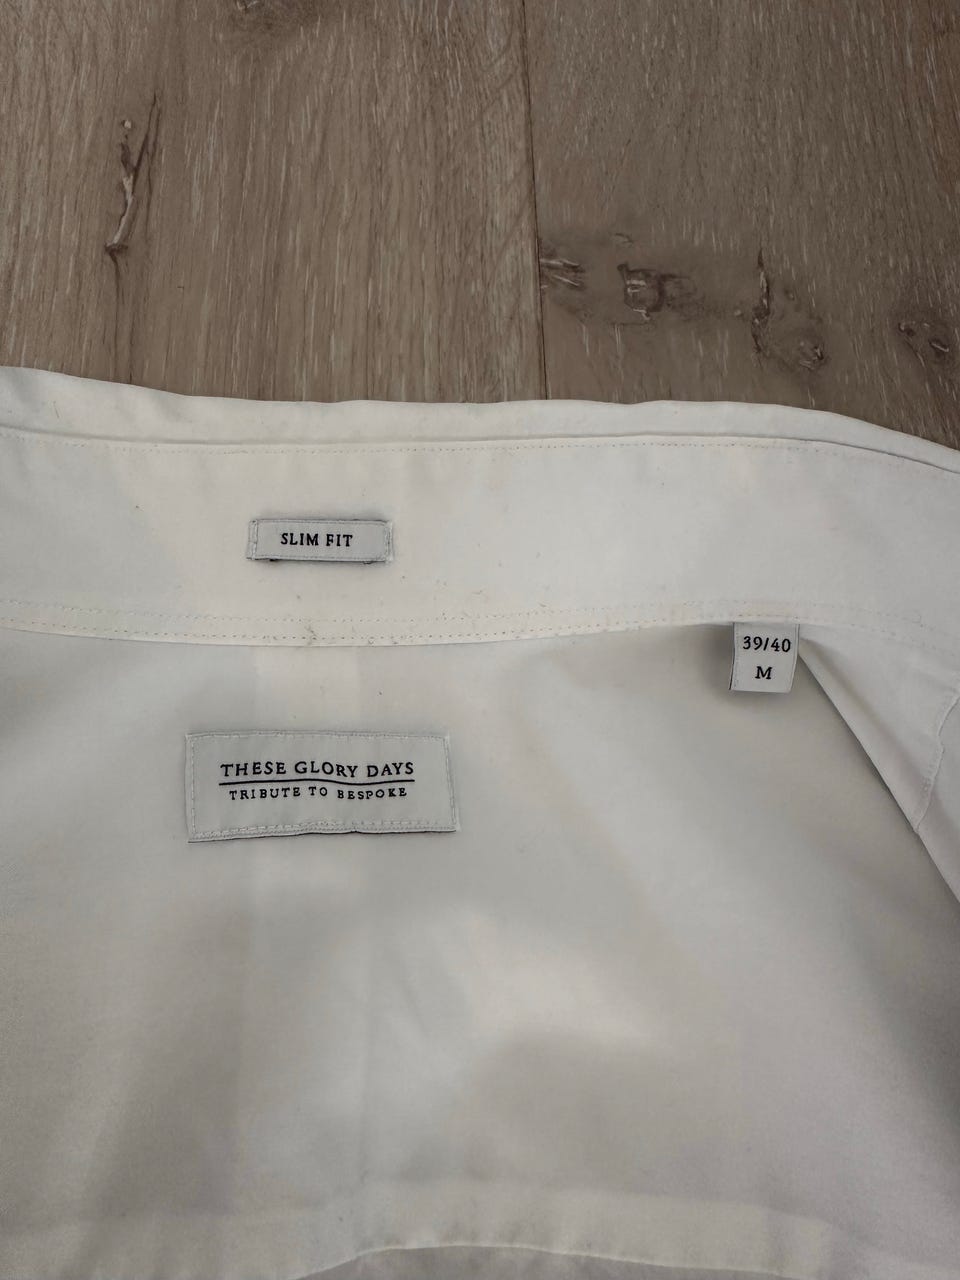 SLIM FIT
39/40
M
THESE GLORY DAYS
TRIBUTE TO BESPOKE